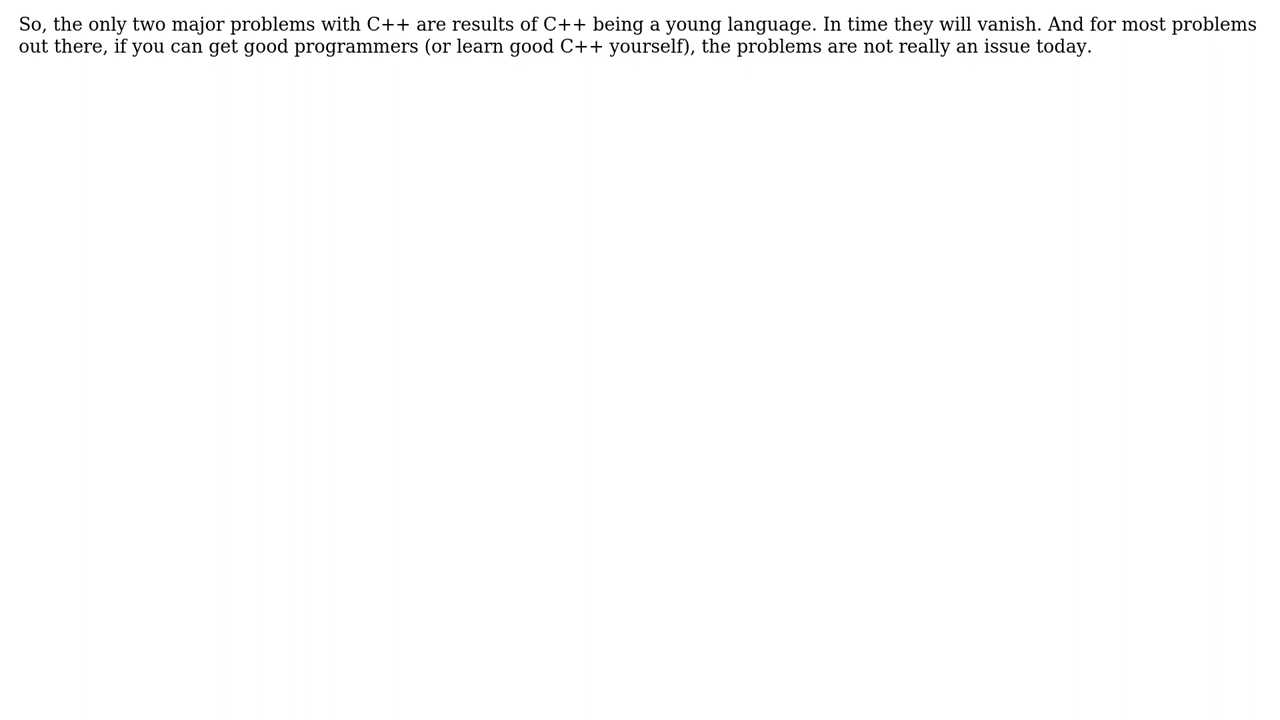 So, the only two major problems with C++ are results of C++ being a young language. In time they will vanish. And for most problems
out there, if you can get good programmers (or learn good C++ yourself), the problems are not really an issue today.